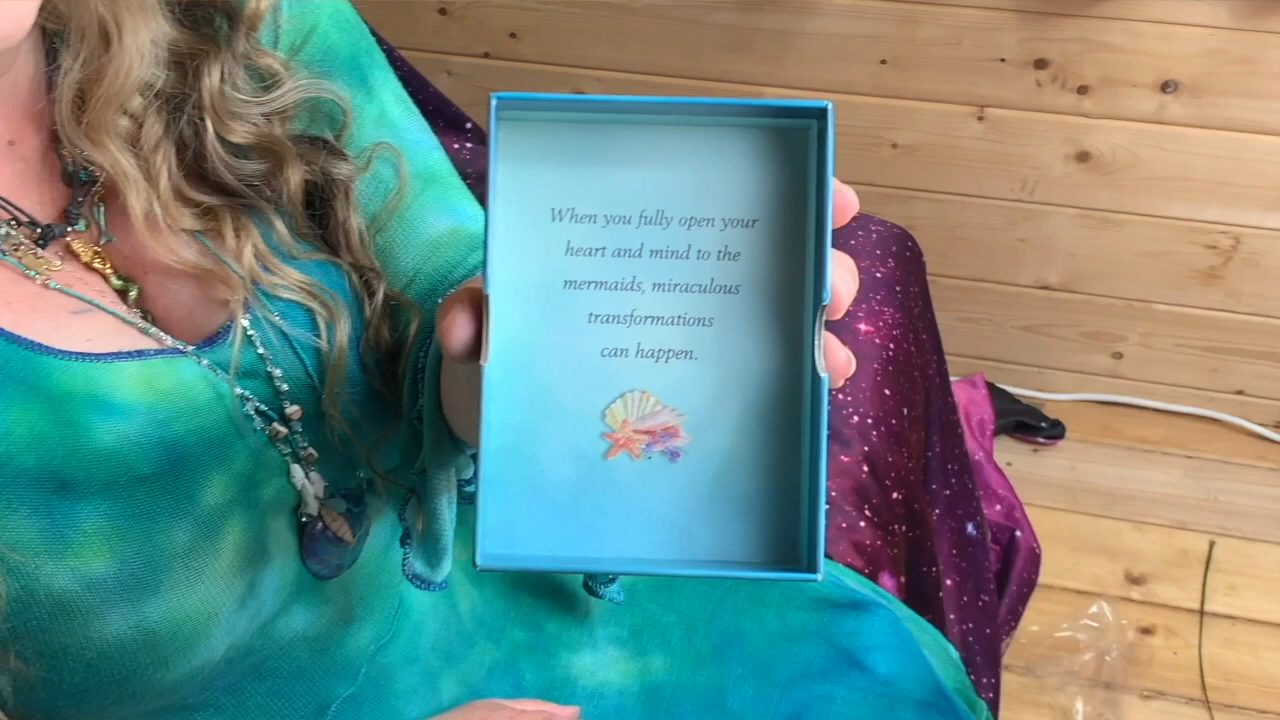 When you fully open your
heart and mind to the
mermaids, miraculous
transformations
can happen.